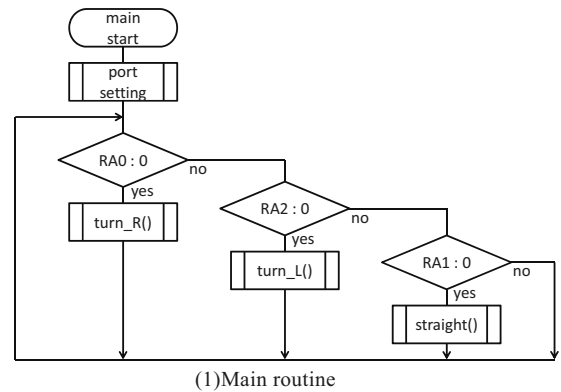 main
start
port
setting
RA0 : 0
no
yes
turn_R()
RA2 : 0
no
yes
turn_L()
RA1 : 0
no
yes
straight()
(1)Main routine